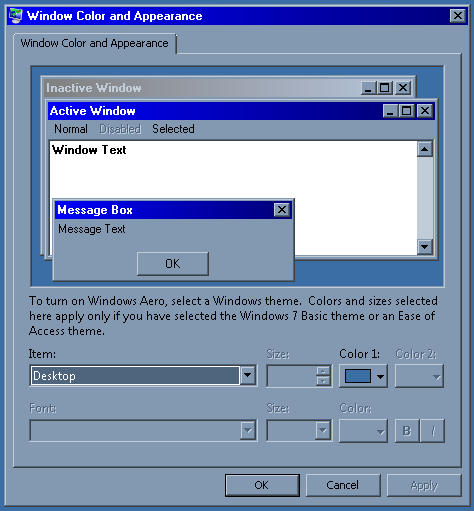 Window Color and Appearance
Window Color and Appearance
Inactive Window
Active Window
Normal Disabled Selected
Window Text
Message Box
Message Text
OK
To turn on Windows Aero, select a Windows theme. Colors and sizes selected
here apply only if you have selected the Windows 7 Basic theme or an Ease of
Access theme.
Item: Size: Color 1: Color 2:
Desktop
Font: Size: Color:
B I
OK Cancel Apply